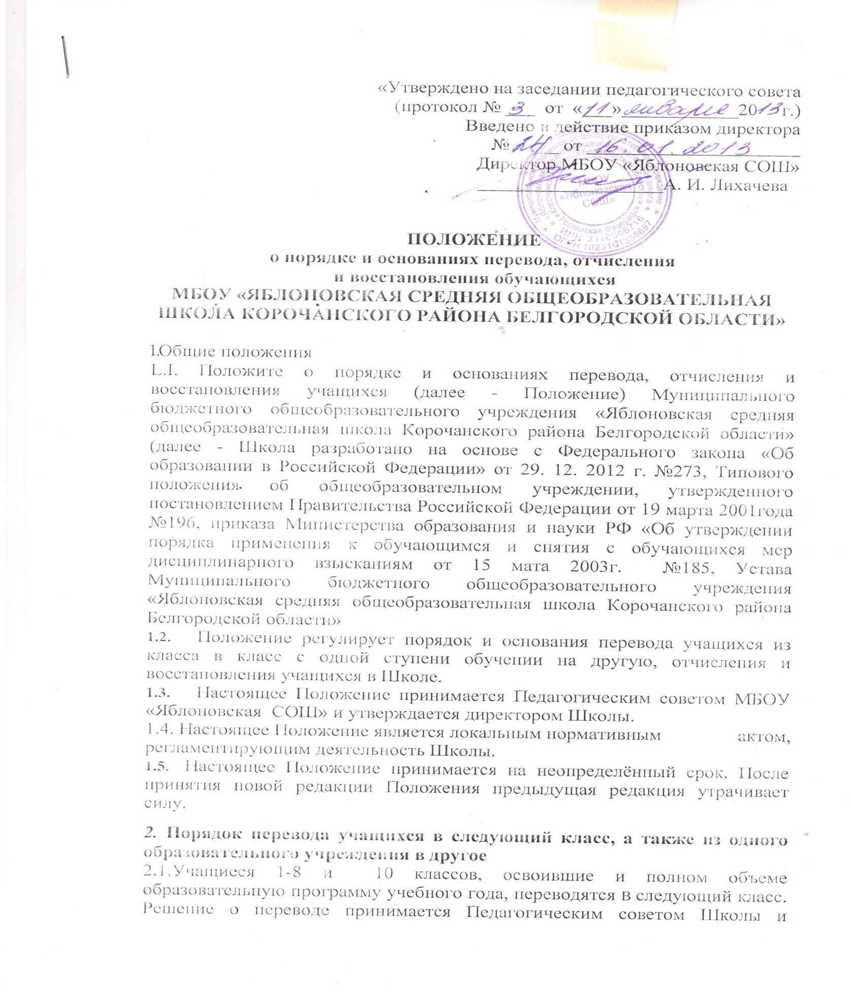 «Утверждено на заседании педагогического совета
(протокол № 3 от «11» января 2013г.)
Введено в действие приказом директора
№ 24 от 16. 01. 2013
Директор МБОУ «Яблоновская СОШ»
А. И. Лихачева
МБОУ
«Яблоновская
СОШ»
Российская Федерация
ИНН 3110006716
ОГРН 1023101336697
ПОЛОЖЕНИЕ
о порядке и основаниях перевода, отчисления
и восстановления обучающихся
МБОУ «ЯБЛОНОВСКАЯ СРЕДНЯЯ ОБЩЕОБРАЗОВАТЕЛЬНАЯ
ШКОЛА КОРОЧАНСКОГО РАЙОНА БЕЛГОРОДСКОЙ ОБЛАСТИ»
1.Общие положения
L.I. Положите о порядке и основаниях перевода, отчисления и
восстановления учащихся (далее - Положение) Муниципального
бюджетного общеобразовательного учреждения «Яблоновская средняя
общеобразовательная школа Корочанского района Белгородской области»
(далее - Школа разработано на основе с Федерального закона «Об
образовании в Российской Федерации» от 29. 12. 2012 г. №273, Типового
положения об общеобразовательном учреждении, утвержденного
постановлением Правительства Российской Федерации от 19 марта 2001года
№196, приказа Министерства образования и науки РФ «Об утверждении
порядка применения к обучающимся и снятия с обучающихся мер
дисциплинарного взысканиям от 15 мата 2003г. №185, Устава
Муниципального бюджетного общеобразовательного учреждения
«Яблоновская средняя общеобразовательная школа Корочанского района
Белгородской области»
1.2. Положение регулирует порядок и основания перевода учащихся из
класса в класс с одной ступени обучении на другую, отчисления и
восстановления учащихся в Школе.
1.3. Настоящее Положение принимается Педагогическим советом МБОУ
«Яблоновская СОШ» и утверждается директором Школы.
1.4. Настоящее Положение является локальным нормативным актом,
регламентирующим деятельность Школы.
1.5. Настоящее Положение принимается на неопределённый срок. После
принятия новой редакции Положения предыдущая редакция утрачивает
силу.
2. Порядок перевода учащихся в следующий класс, а также из одного
образовательного учреждения в другое
2.1.Учащиеся 1-8 и 10 классов, освоившие и полном объеме
образовательную программу учебного года, переводятся в следующий класс.
Решение о переводе принимается Педагогическим советом Школы и